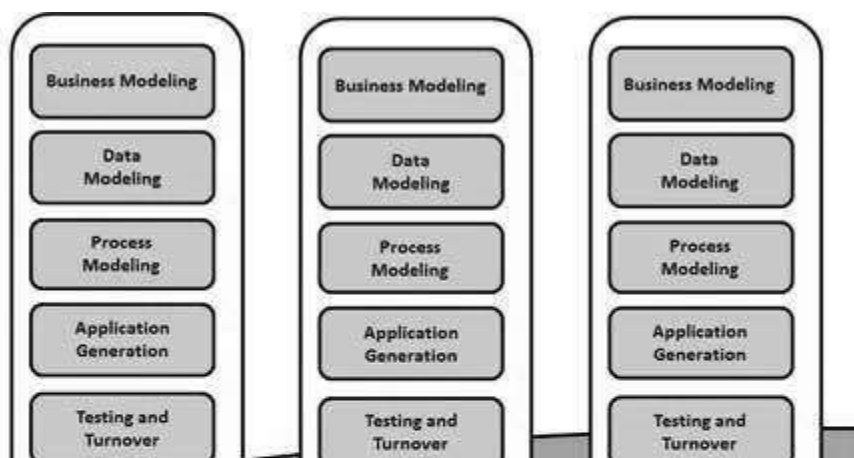 Business Modeling
Data
Modeling
Process
Modeling
Application
Generation
Testing and
Turnover
Business Modeling
Data
Modeling
Process
Modeling
Application
Generation
Testing and
Turnover
Business Modeling
Data
Modeling
Process
Modeling
Application
Generation
Testing and
Turnover